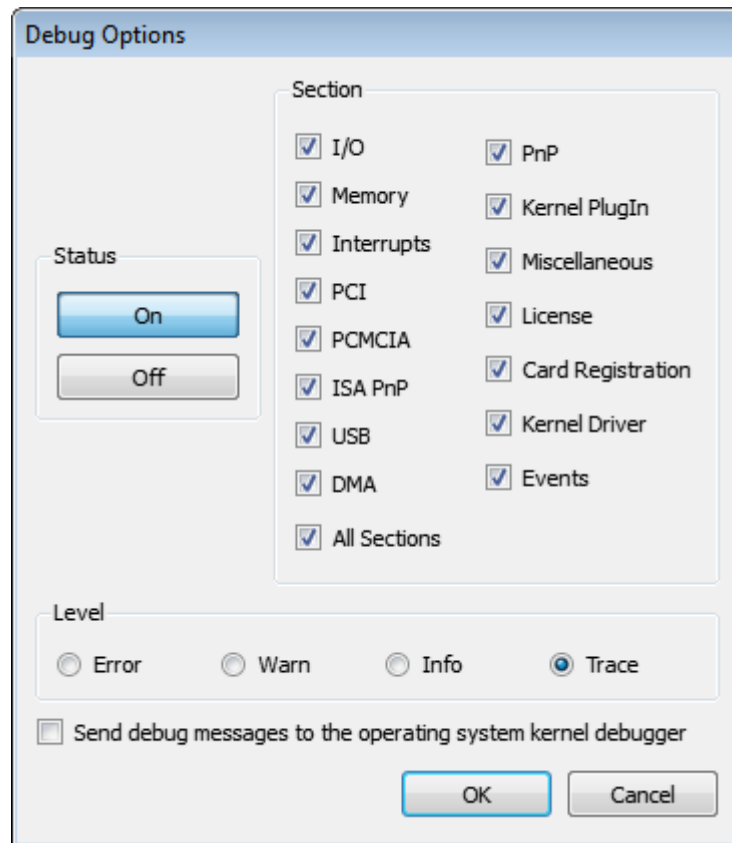 Debug Options
Section
I/O
Memory
Interrupts
PCI
PCMCIA
ISA PnP
USB
DMA
All Sections
PnP
Kernel PlugIn
Miscellaneous
License
Card Registration
Kernel Driver
Events
Status
On
Off
Level
Error
Warn
Info
Trace
Send debug messages to the operating system kernel debugger
OK
Cancel